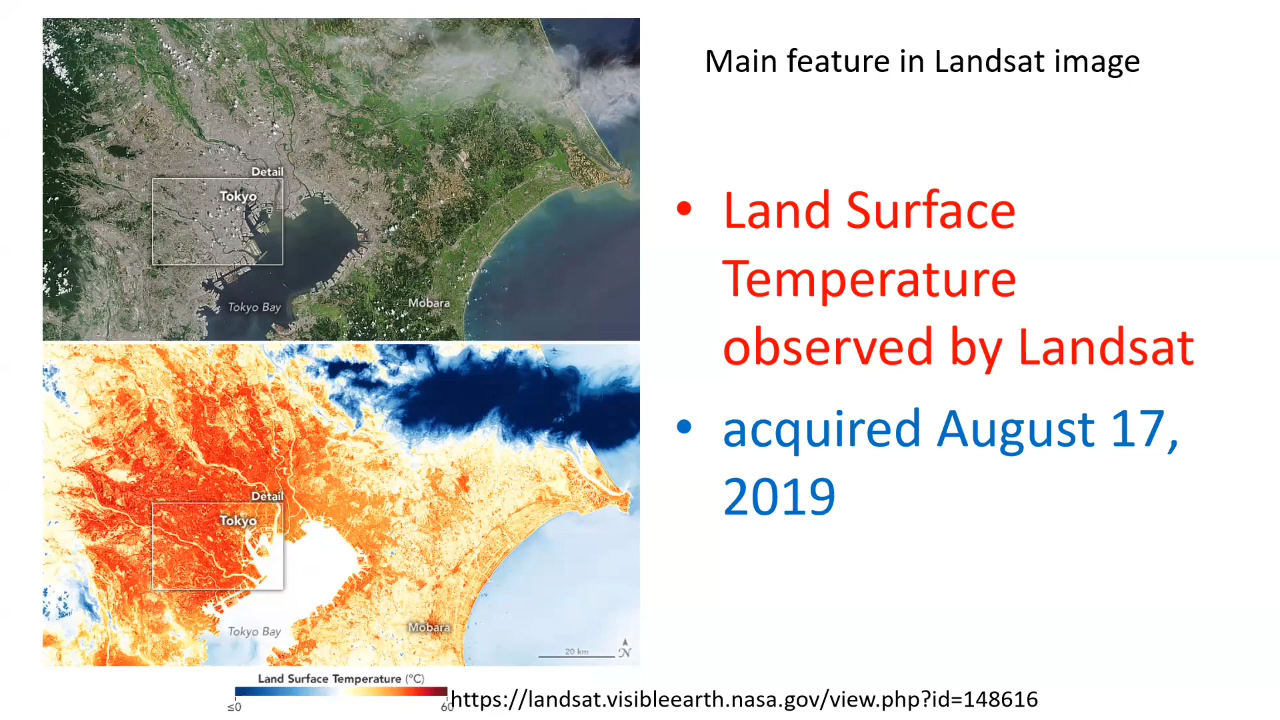 Main feature in Landsat image
Detail
Tokyo
Tokyo Bay
Mobara
• Land Surface
Temperature
observed by Landsat
• acquired August 17,
2019
Detail
Tokyo
Tokyo Bay
Mobara
20 km
N
Land Surface Temperature (°C)
≤0
60
https://landsat.visibleearth.nasa.gov/view.php?id=148616